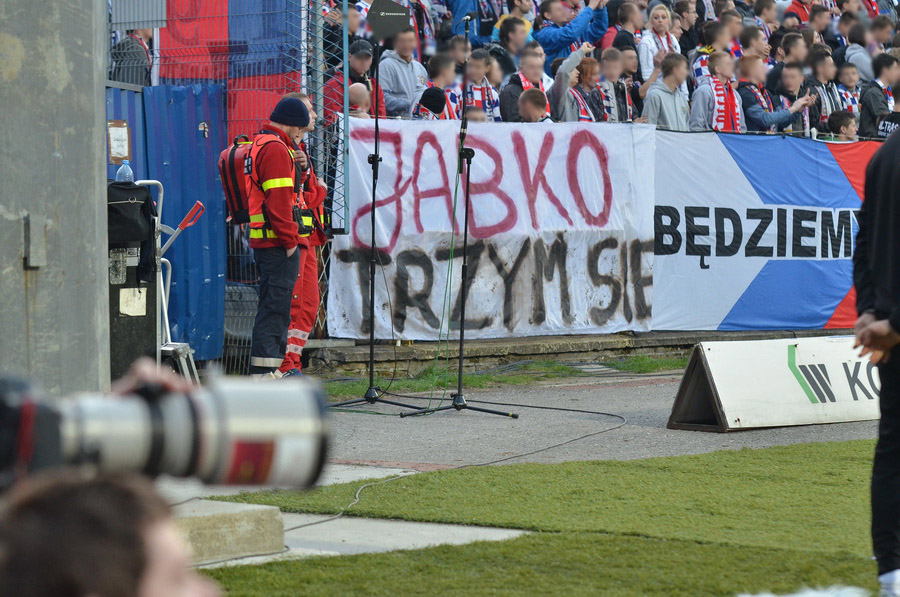 JABKO
TRZYM SIĘ
BĘDZIEMY
KO